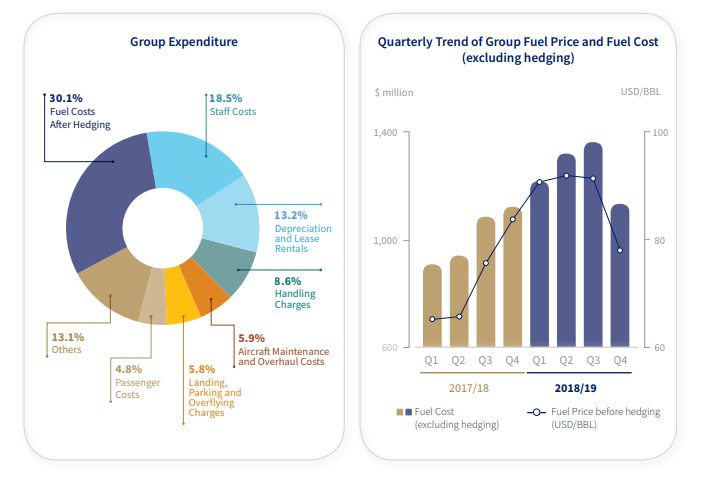 Group Expenditure
30.1%
Fuel Costs
After Hedging
18.5%
Staff Costs
13.2%
Depreciation
and Lease
Rentals
8.6%
Handling
Charges
5.9%
Aircraft Maintenance
and Overhaul Costs
5.8%
Landing,
Parking and
Overflying
Charges
4.8%
Passenger
Costs
13.1%
Others
Quarterly Trend of Group Fuel Price and Fuel Cost
(excluding hedging)
$ million
USD/BBL
1,400
100
1,000
80
600
60
Q1 Q2 Q3 Q4 Q1 Q2 Q3 Q4
2017/18
2018/19
Fuel Cost
(excluding hedging)
Fuel Price before hedging
(USD/BBL)